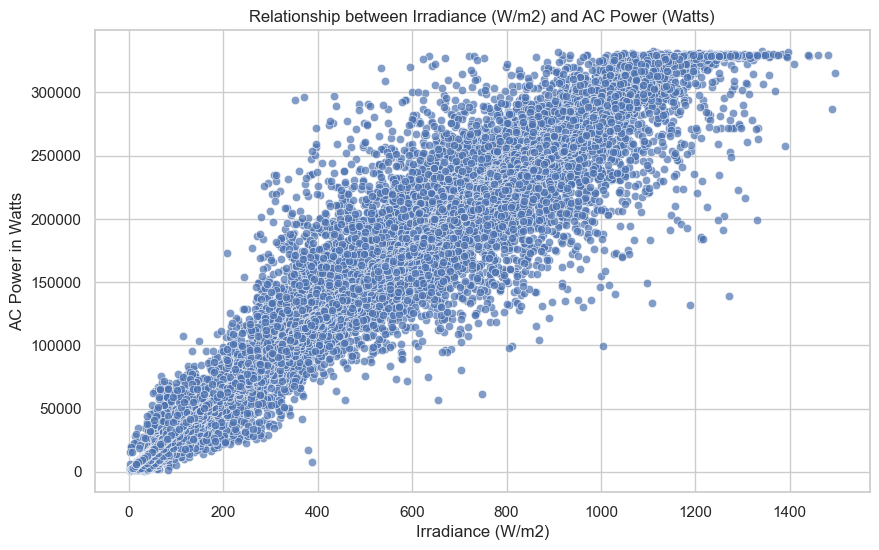 Relationship between Irradiance (W/m2) and AC Power (Watts)
AC Power in Watts
300000
250000
200000
150000
100000
50000
0
0 200 400 600 800 1000 1200 1400
Irradiance (W/m2)